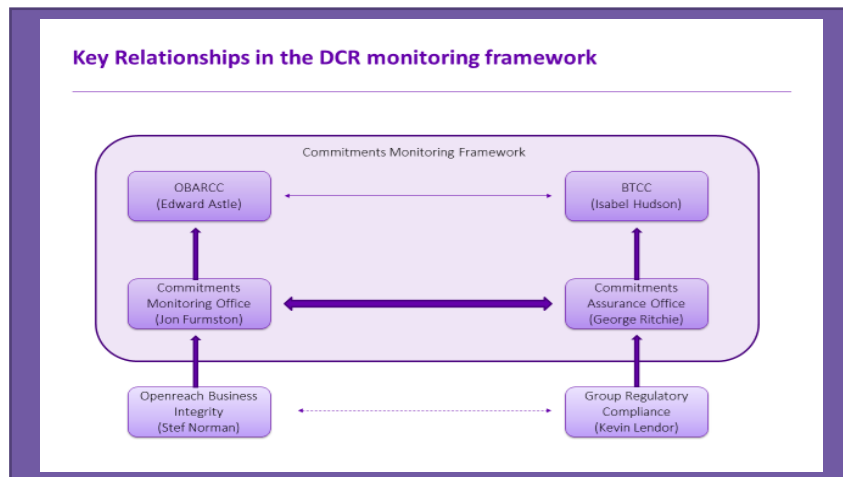 Key Relationships in the DCR monitoring framework
Commitments Monitoring Framework
OBARCC
(Edward Astle)
BTCC
(Isabel Hudson)
Commitments
Monitoring Office
(Jon Furmston)
Commitments
Assurance Office
(George Ritchie)
Openreach Business
Integrity
(Stef Norman)
Group Regulatory
Compliance
(Kevin Lendor)